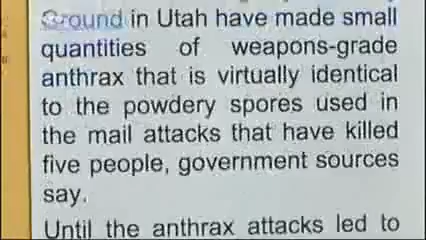 Ground in Utah have made small
quantities of weapons-grade
anthrax that is virtually identical
to the powdery spores used in
the mail attacks that have killed
five people, government sources
say.
Until the anthrax attacks led to